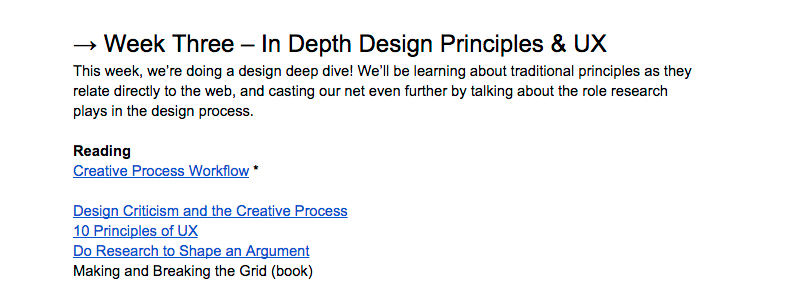 → Week Three – In Depth Design Principles & UX
This week, we’re doing a design deep dive! We’ll be learning about traditional principles as they
relate directly to the web, and casting our net even further by talking about the role research
plays in the design process.
Reading
Creative Process Workflow *
Design Criticism and the Creative Process
10 Principles of UX
Do Research to Shape an Argument
Making and Breaking the Grid (book)